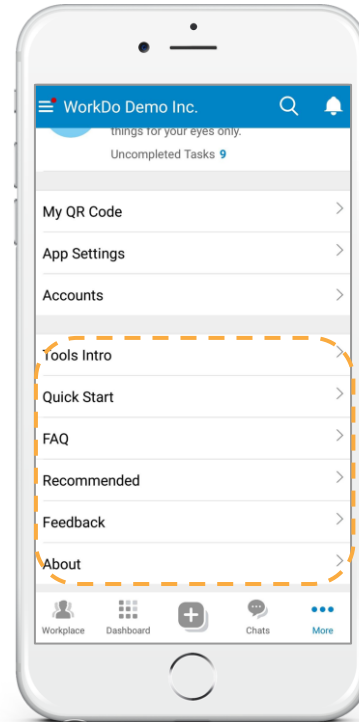 WorkDo Demo Inc.
things for your eyes only.
Uncompleted Tasks 9
My QR Code
App Settings
Accounts
Tools Intro
Quick Start
FAQ
Recommended
Feedback
About
Workplace Dashboard Chats More